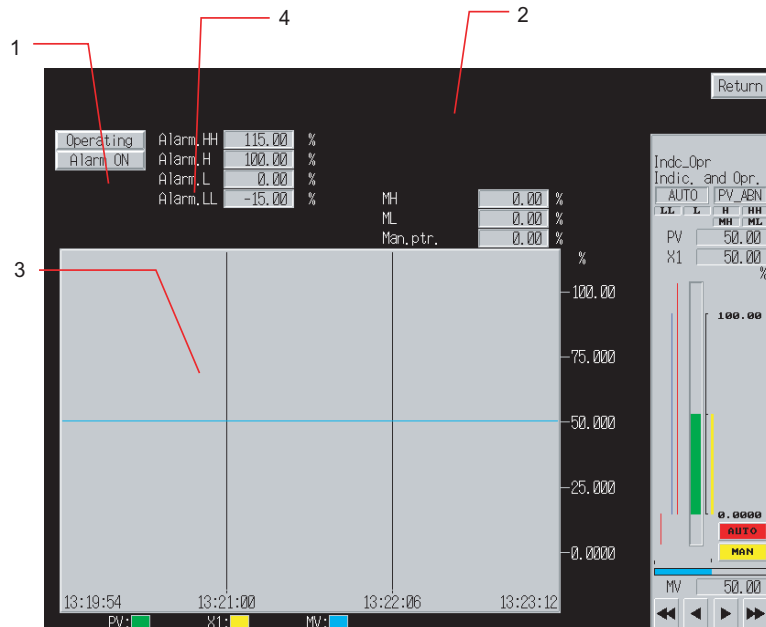 1
4
2
3
Return
Operating
Alarm ON
Alarm.HH 115.00 %
Alarm.H 100.00 %
Alarm.L 0.00 %
Alarm.LL -15.00 %
MH 0.00 %
ML 0.00 %
Man.ptr. 0.00 %
%
100.00
75.000
50.000
25.000
0.0000
13:19:54 13:21:00 13:22:06 13:23:12
PV: X1: MV:
Indc_Opr
Indic. and Opr.
AUTO PV_ABN
LL L H HH
MH ML
PV 50.00
X1 50.00
%
100.00
0.0000
AUTO
MAN
MV 50.00